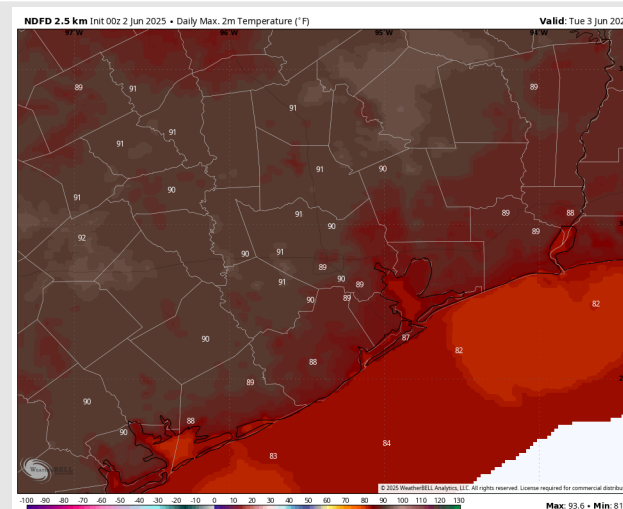 NDFD 2.5 km Init 00z 2 Jun 2025 • Daily Max. 2m Temperature (°F)
Valid: Tue 3 Jun 202
97 W 96 W 95 W 94 W
89 91 89
91
91 91
91 90
90
91
91 89 88
92 90 89
90 91
89
91 90 89
90 89
82
90 87
82
88
89
90
88
90
84
83
WeatherBELL
© 2025 WeatherBELL Analytics, LLC. All rights reserved. License required for commercial distribu
-100 -90 -80 -70 -60 -50 -40 -30 -20 -10 0 10 20 30 40 50 60 70 80 90 100 110 120 130
Max: 93.6 • Min: 81